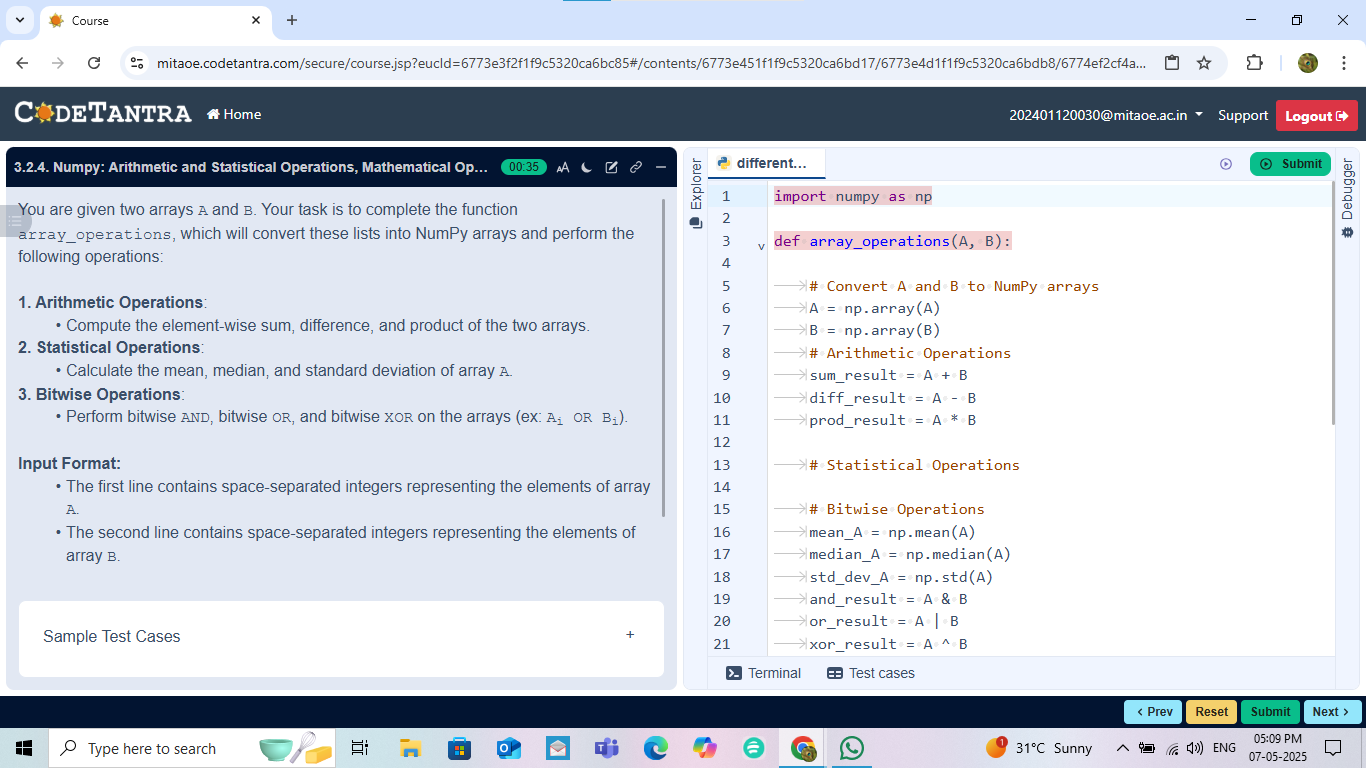 Course
mitaoe.codetantra.com/secure/course.jsp?eucId=6773e3f2f1f9c5320ca6bc85#/contents/6773e451f1f9c5320ca6bd17/6773e4d1f1f9c5320ca6bdb8/6774ef2cf4a...
CODETANTRA
Home
202401120030@mitaoe.ac.in
Support
Logout
3.2.4. Numpy: Arithmetic and Statistical Operations, Mathematical Op...
00:35
AA
You are given two arrays A and B. Your task is to complete the function
array_operations, which will convert these lists into NumPy arrays and perform the
following operations:
1. Arithmetic Operations:
• Compute the element-wise sum, difference, and product of the two arrays.
2. Statistical Operations:
• Calculate the mean, median, and standard deviation of array A.
3. Bitwise Operations:
• Perform bitwise AND, bitwise OR, and bitwise XOR on the arrays (ex: Ai OR Bi).
Input Format:
• The first line contains space-separated integers representing the elements of array
A.
• The second line contains space-separated integers representing the elements of
array B.
Sample Test Cases
+
Explorer
different...
Submit
Debugger
1 import numpy as np
2
3 def array_operations(A, B):
4
5 # Convert A and B to NumPy arrays
6 A = np.array(A)
7 B = np.array(B)
8 # Arithmetic Operations
9 sum_result = A + B
10 diff_result = A - B
11 prod_result = A * B
12
13 # Statistical Operations
14
15 # Bitwise Operations
16 mean_A = np.mean(A)
17 median_A = np.median(A)
18 std_dev_A = np.std(A)
19 and_result = A & B
20 or_result = A | B
21 xor_result = A ^ B
Terminal
Test cases
< Prev
Reset
Submit
Next >
Type here to search
1
31°C Sunny
ENG
05:09 PM
07-05-2025